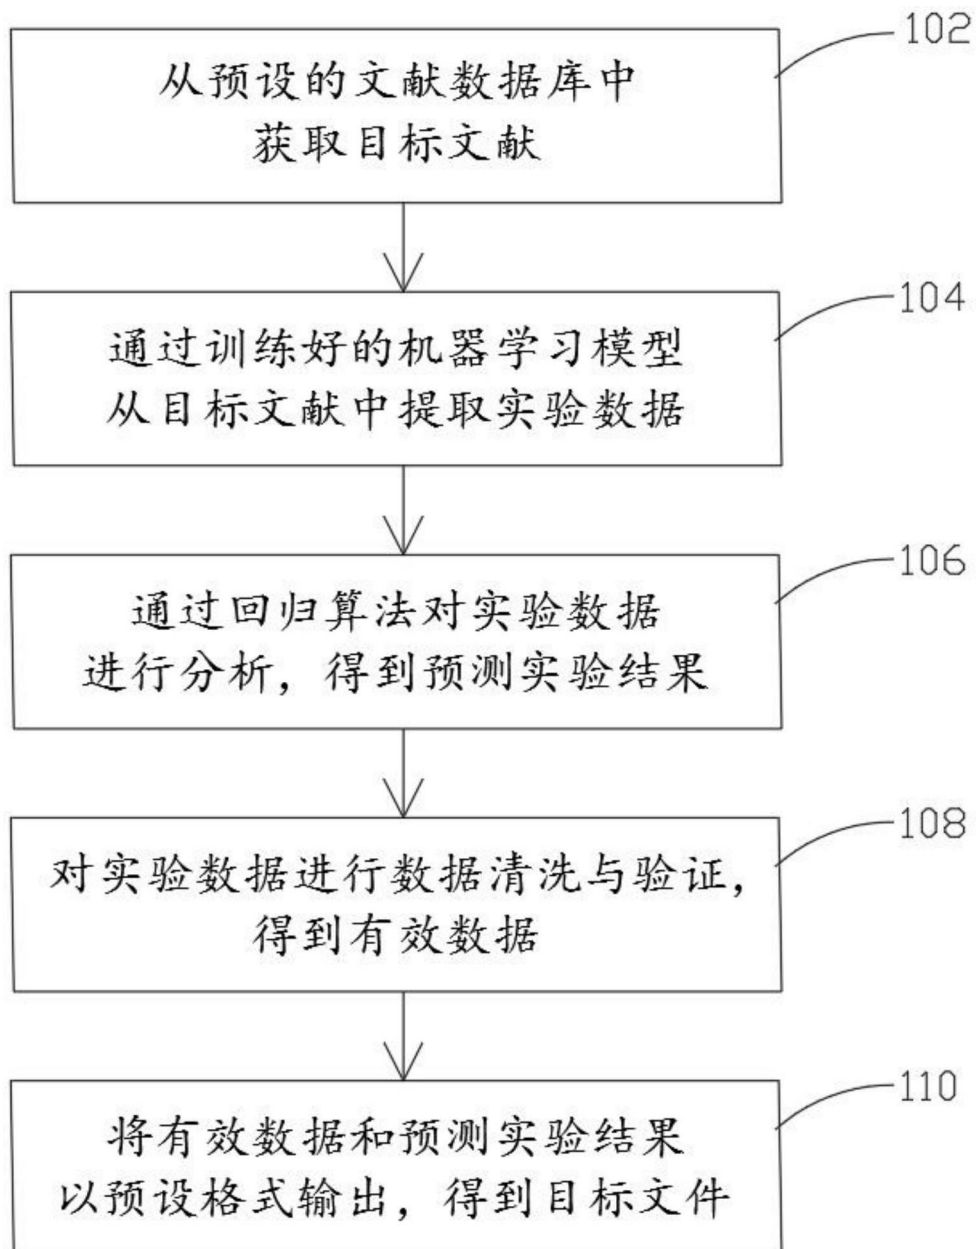 102
从预设的文献数据库中
获取目标文献
104
通过训练好的机器学习模型
从目标文献中提取实验数据
106
通过回归算法对实验数据
进行分析，得到预测实验结果
108
对实验数据进行数据清洗与验证，
得到有效数据
110
将有效数据和预测实验结果
以预设格式输出，得到目标文件